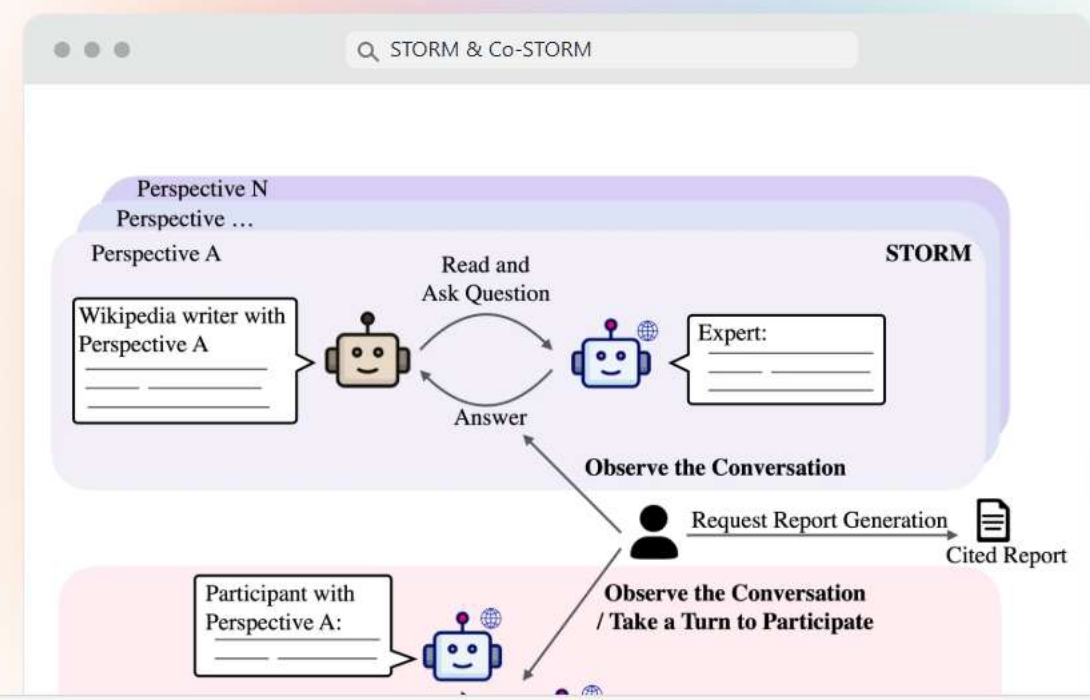 STORM & Co-STORM
Perspective N
Perspective …
Perspective A
STORM
Read and
Ask Question
Wikipedia writer with
Perspective A
Expert:
Answer
Observe the Conversation
Request Report Generation
Cited Report
Participant with
Perspective A:
Observe the Conversation
/ Take a Turn to Participate